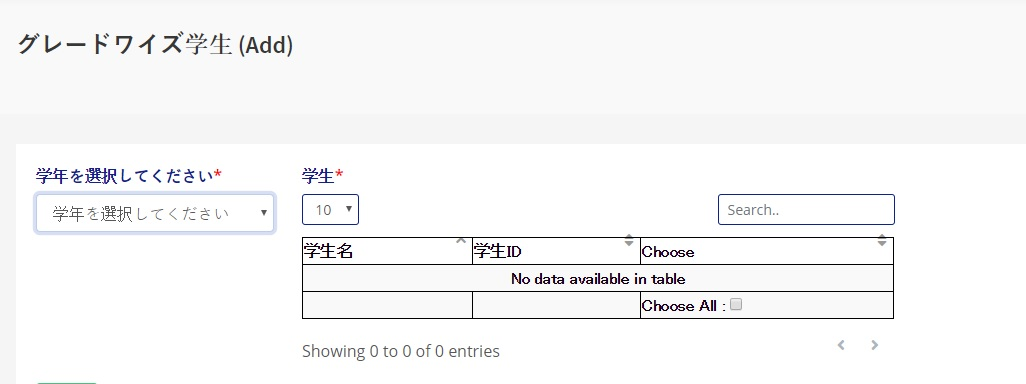 グレードワイズ学生 (Add)
学年を選択してください*
学年を選択してください
学生*
10
Search..
学生名 学生ID Choose
No data available in table
Choose All :
Showing 0 to 0 of 0 entries